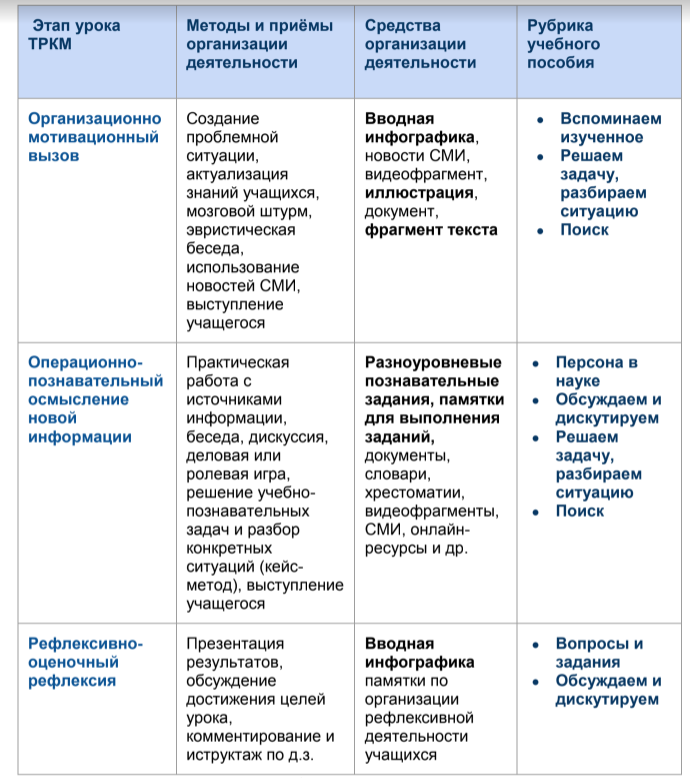 Этап урока ТРКМ
Методы и приёмы организации деятельности
Средства организации деятельности
Рубрика учебного пособия
Организационно
мотивационный
вызов
Создание
проблемной
ситуации,
актуализация
знаний учащихся,
мозговой штурм,
эвристическая
беседа,
использование
новостей СМИ,
выступление
учащегося
Вводная
инфографика,
новости СМИ,
видеофрагмент,
иллюстрация,
документ,
фрагмент текста
• Вспоминаем
изученное
• Решаем
задачу,
разбираем
ситуацию
• Поиск
Операционно-
познавательный
осмысление
новой
информации
Практическая
работа с
источниками
информации,
беседа, дискуссия,
деловая или
ролевая игра,
решение учебно-
познавательных
задач и разбор
конкретных
ситуаций (кейс-
метод), выступление
учащегося
Разноуровневые
познавательные
задания, памятки
для выполнения
заданий,
документы,
словари,
хрестоматии,
видеофрагменты,
СМИ, онлайн-
ресурсы и др.
• Персона в
науке
• Обсуждаем и
дискутируем
• Решаем
задачу,
разбираем
ситуацию
• Поиск
Рефлексивно-
оценочный
рефлексия
Презентация
результатов,
обсуждение
достижения целей
урока,
комментирование и
иструктаж по д.з.
Вводная
инфографика
памятки по
организации
рефлексивной
деятельности
учащихся
• Вопросы и
задания
• Обсуждаем и
дискутируем